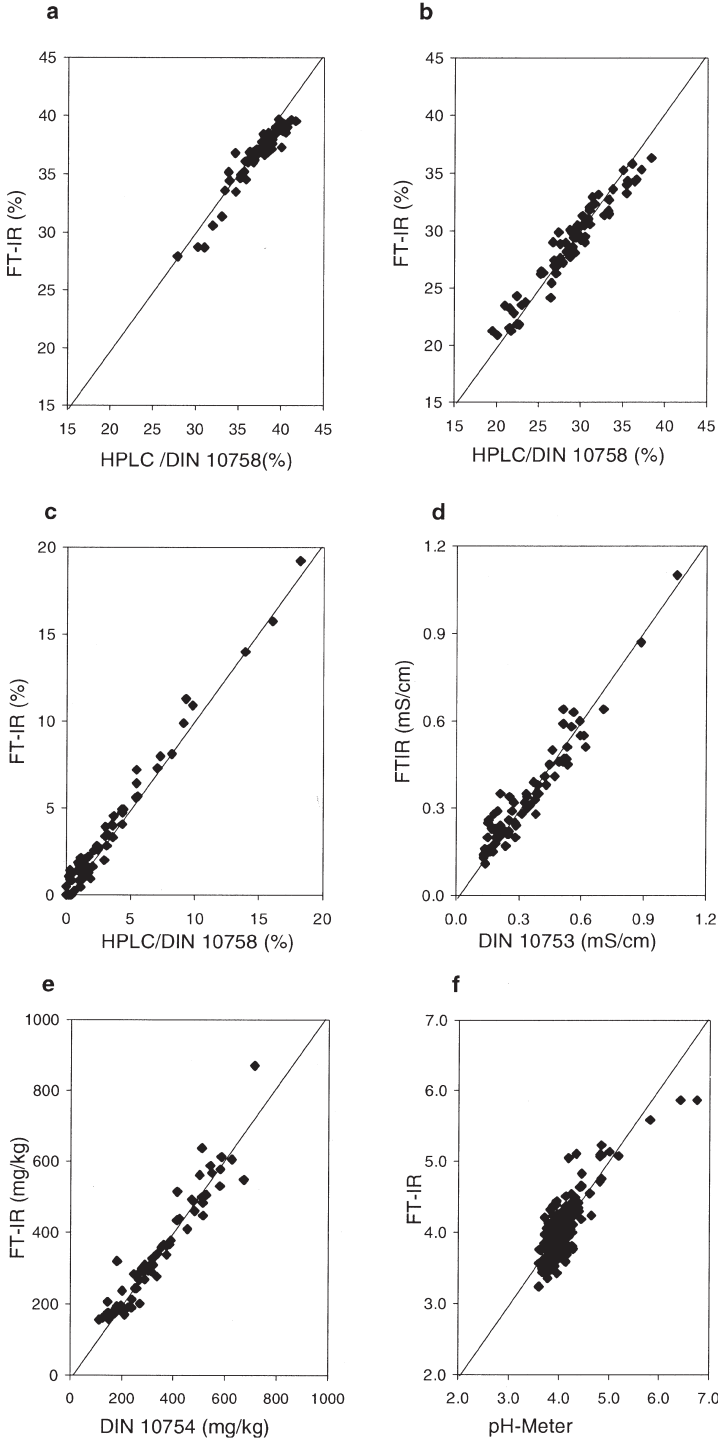 a
45
40
35
30
25
20
15
FT-IR (%)
15 20 25 30 35 40 45
HPLC /DIN 10758(%)
b
45
40
35
30
25
20
15
FT-IR (%)
15 20 25 30 35 40 45
HPLC/DIN 10758 (%)
c
20
15
10
5
0
FT-IR (%)
0 5 10 15 20
HPLC/DIN 10758 (%)
d
1.2
0.9
0.6
0.3
0.0
FTIR (mS/cm)
0.0 0.3 0.6 0.9 1.2
DIN 10753 (mS/cm)
e
1000
800
600
400
200
0
FT-IR (mg/kg)
0 200 400 600 800 1000
DIN 10754 (mg/kg)
f
7.0
6.0
5.0
4.0
3.0
2.0
FT-IR
2.0 3.0 4.0 5.0 6.0 7.0
pH-Meter